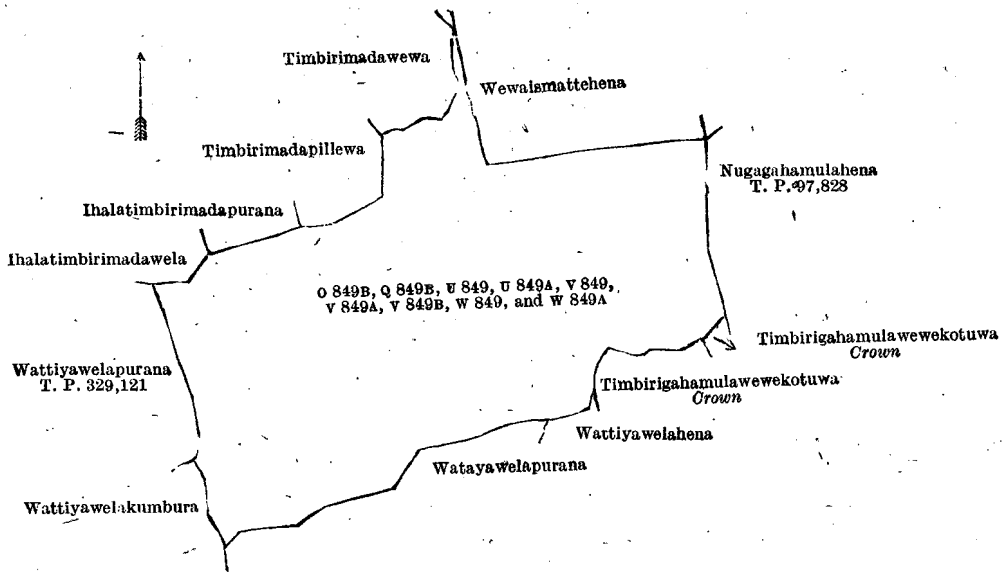 Timbirimadawewa
Wewaismattehena
Timbirimadapillewa
Nugagahamulahena
T. P. 97,828
Ihalatimbirimadapurana
Ihalatimbirimadawela
O 849B, Q 849B, U 849, U 849A, V 849,
V 849A, V 849B, W 849, and W 849A
Timbirigahamulawewekotuwa
Crown
Wattiyawelapurana
T. P. 329,121
Timbirigahamulawewekotuwa
Crown
Wattiyawelahena
Watayawelapurana
Wattiyawelakumbura